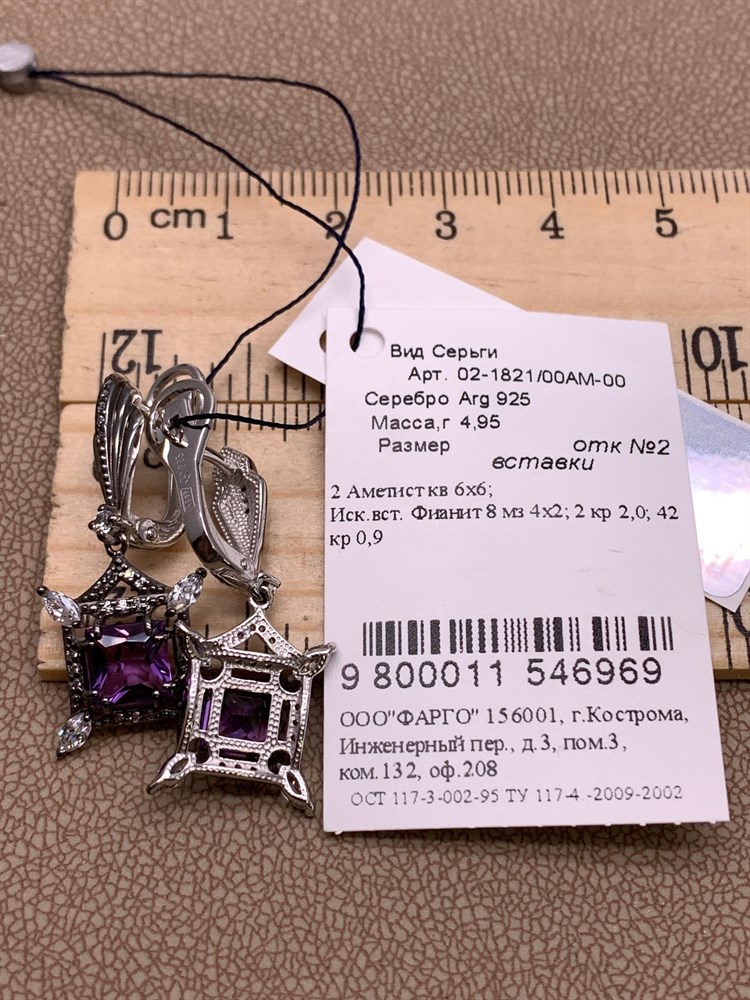 0 cm 1 2 3 4 5
12 10
Вид Серьги
Арт. 02-1821/00АМ-00
Серебро Arg 925
Масса,г 4,95
Размер отк №2
вставки
2 Аметист кв 6х6;
Иск.вст. Фианит 8 мз 4х2; 2 кр 2,0; 42
кр 0,9
9 800011 546969
ООО"ФАРГО" 156001, г.Кострома,
Инженерный пер., д.3, пом.3,
ком.132, оф.208
ОСТ 117-3-002-95 ТУ 117-4.-2009-2002